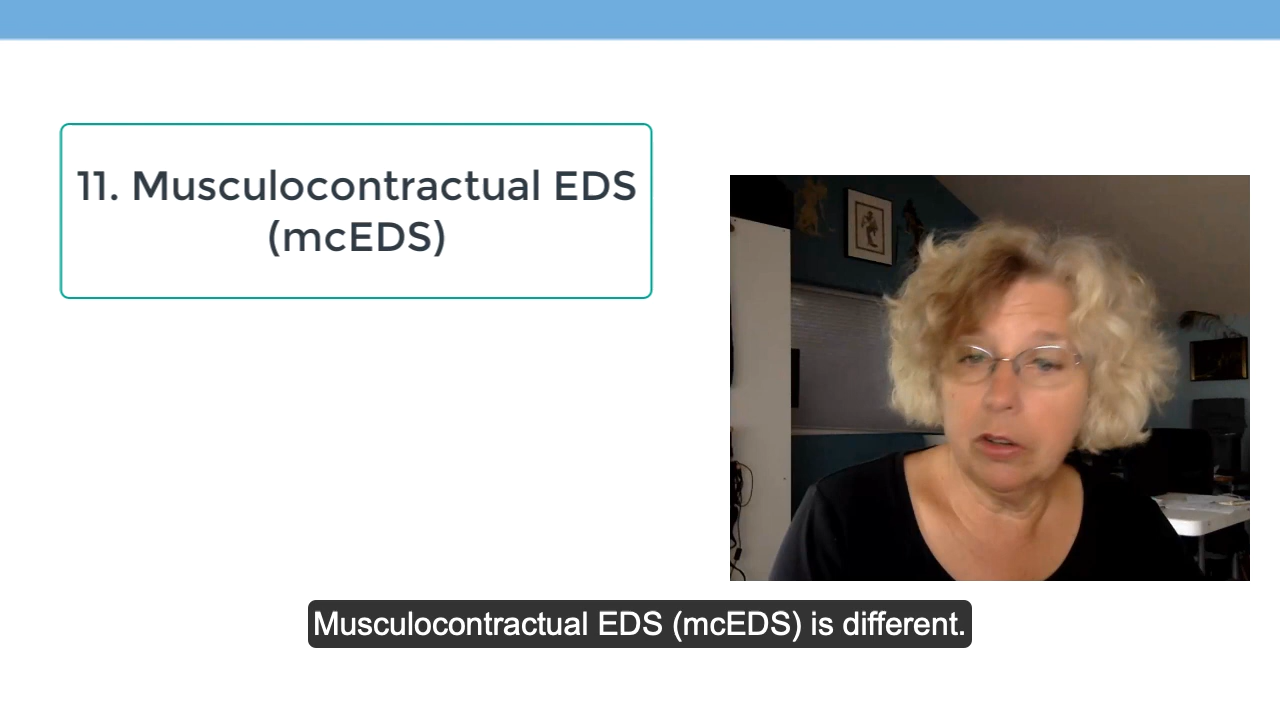 11. Musculocontractual EDS
(mcEDS)
Musculocontractual EDS (mcEDS) is different.